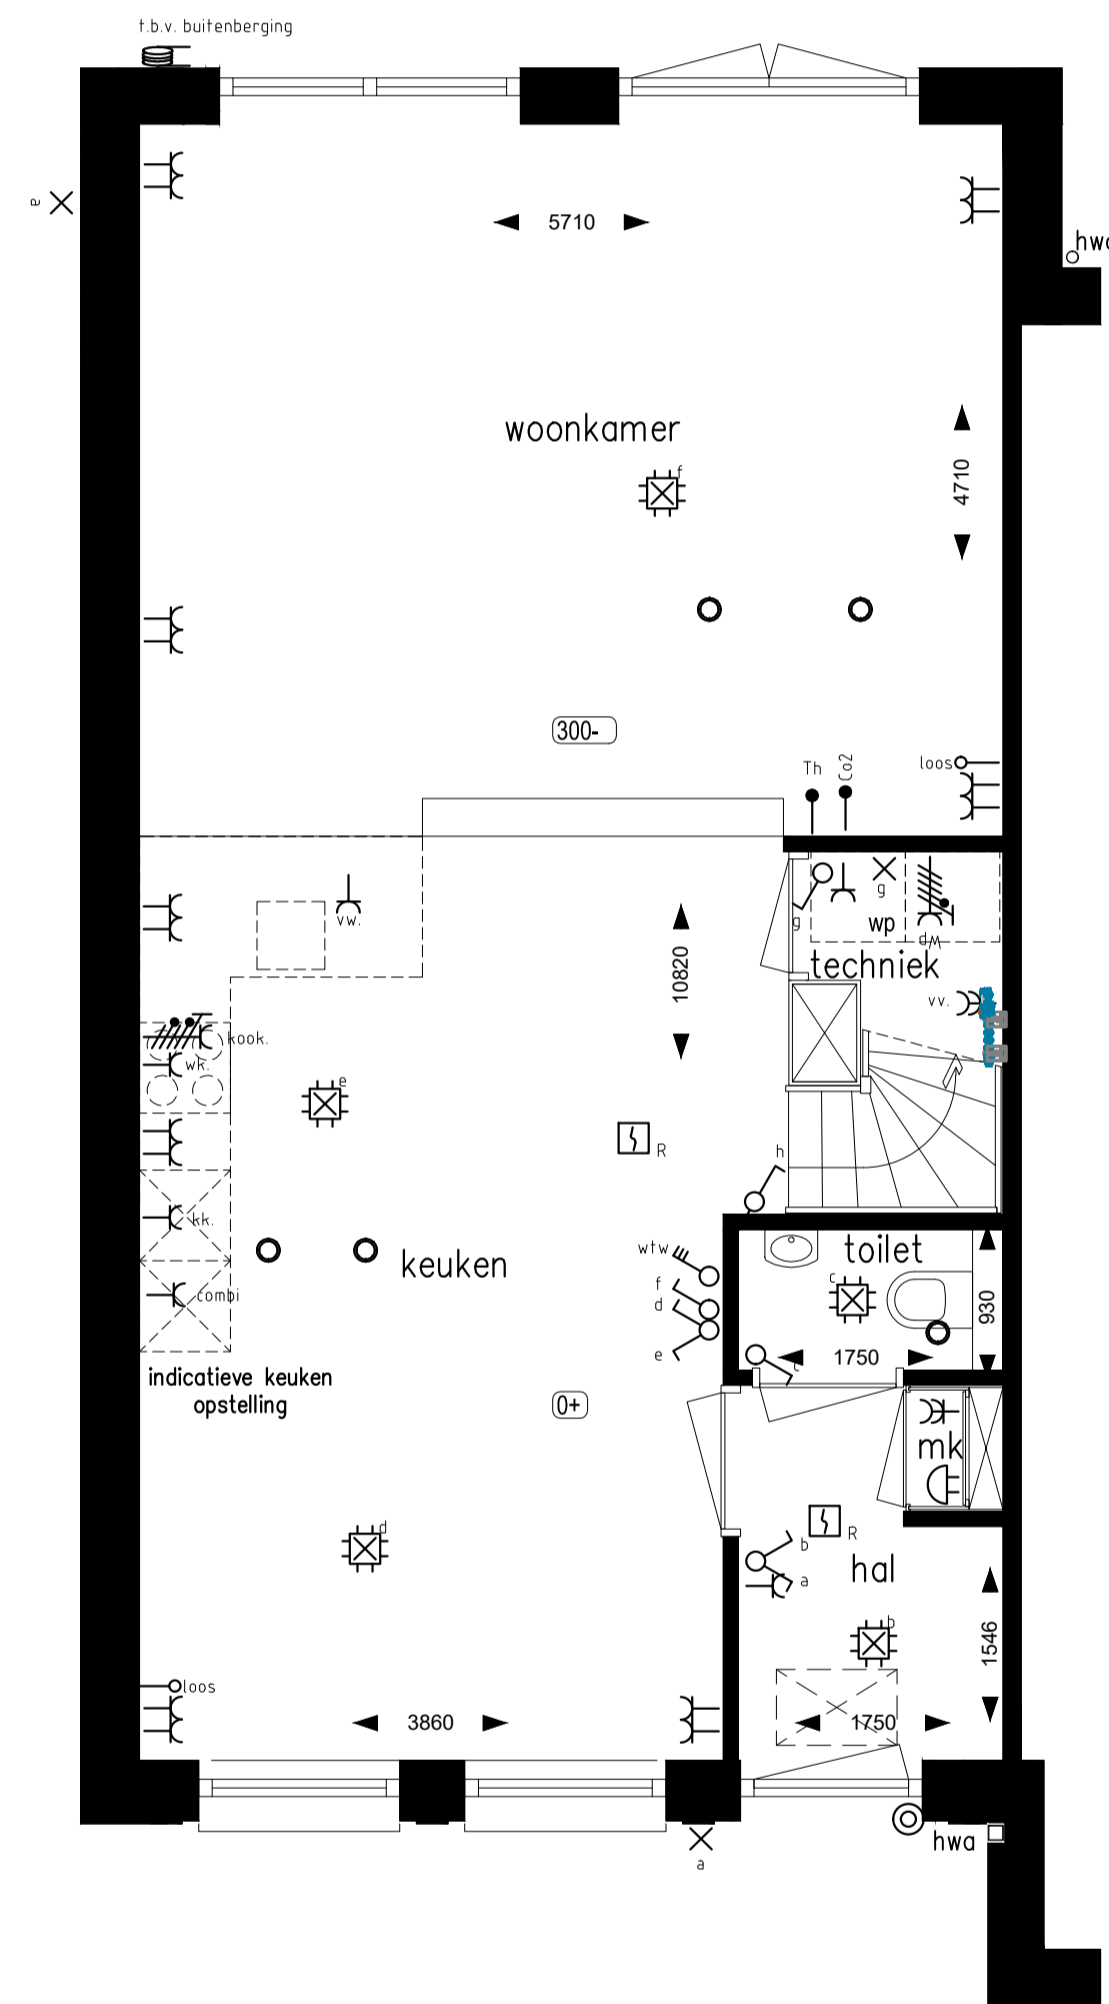 t.b.v. buitenberging
a
5710
hwa
woonkamer
f
4710
300-
loos
Th
Co2
g
g
wp
wp
techniek
vw.
10820
vv.
kook.
wk.
e
R
h
kk.
wtw
f
d
e
keuken
toilet
c
combi
930
1750
c
indicatieve keuken
opstelling
0+
mk
d
R
b
a
hal
b
1546
loos
3860
1750
a
hwa